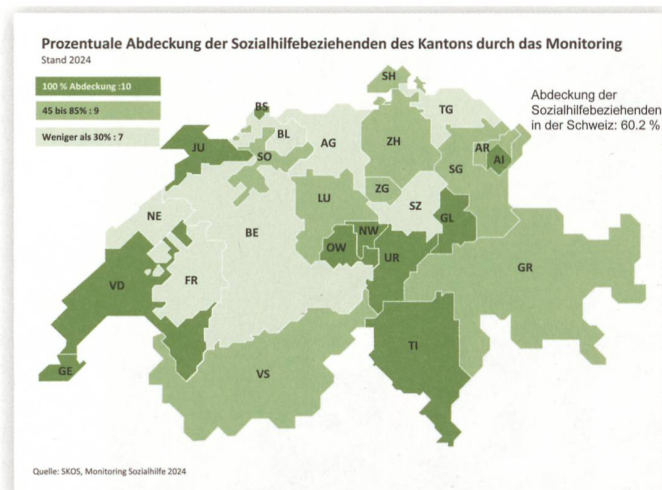 Prozentuale Abdeckung der Sozialhilfebeziehenden des Kantons durch das Monitoring
Stand 2024
100 % Abdeckung :10
45 bis 85% : 9
Weniger als 30% : 7
Abdeckung der
Sozialhilfebeziehenden
in der Schweiz: 60.2 %
SH
BS
TG
BL
JU
AG
ZH
SO
AR
AI
SG
ZG
LU
SZ
NE
GL
BE
NW
OW
UR
GR
VD
FR
GE
VS
TI
Quelle: SKOS, Monitoring Sozialhilfe 2024